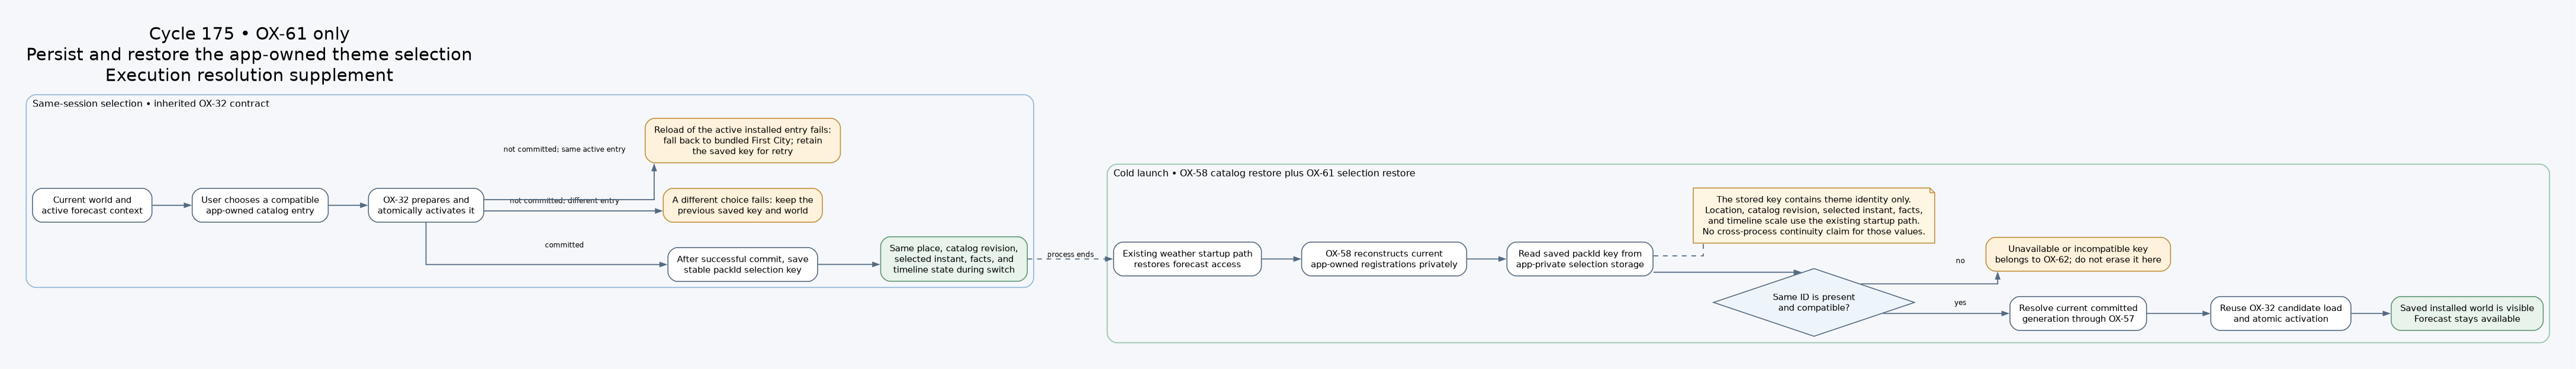 Cycle 175 • OX-61 only
Persist and restore the app-owned theme selection
Execution resolution supplement
Same-session selection • inherited OX-32 contract
Current world and
active forecast context
User chooses a compatible
app-owned catalog entry
OX-32 prepares and
atomically activates it
not committed; same active entry
Reload of the active installed entry fails:
fall back to bundled First City; retain
the saved key for retry
not committed; different entry
A different choice fails: keep the
previous saved key and world
committed
After successful commit, save
stable packId selection key
Same place, catalog revision,
selected instant, facts, and
timeline state during switch
process ends
Cold launch • OX-58 catalog restore plus OX-61 selection restore
Existing weather startup path
restores forecast access
OX-58 reconstructs current
app-owned registrations privately
Read saved packId key from
app-private selection storage
The stored key contains theme identity only.
Location, catalog revision, selected instant, facts,
and timeline scale use the existing startup path.
No cross-process continuity claim for those values.
Same ID is present
and compatible?
no
Unavailable or incompatible key
belongs to OX-62; do not erase it here
yes
Resolve current committed
generation through OX-57
Reuse OX-32 candidate load
and atomic activation
Saved installed world is visible
Forecast stays available